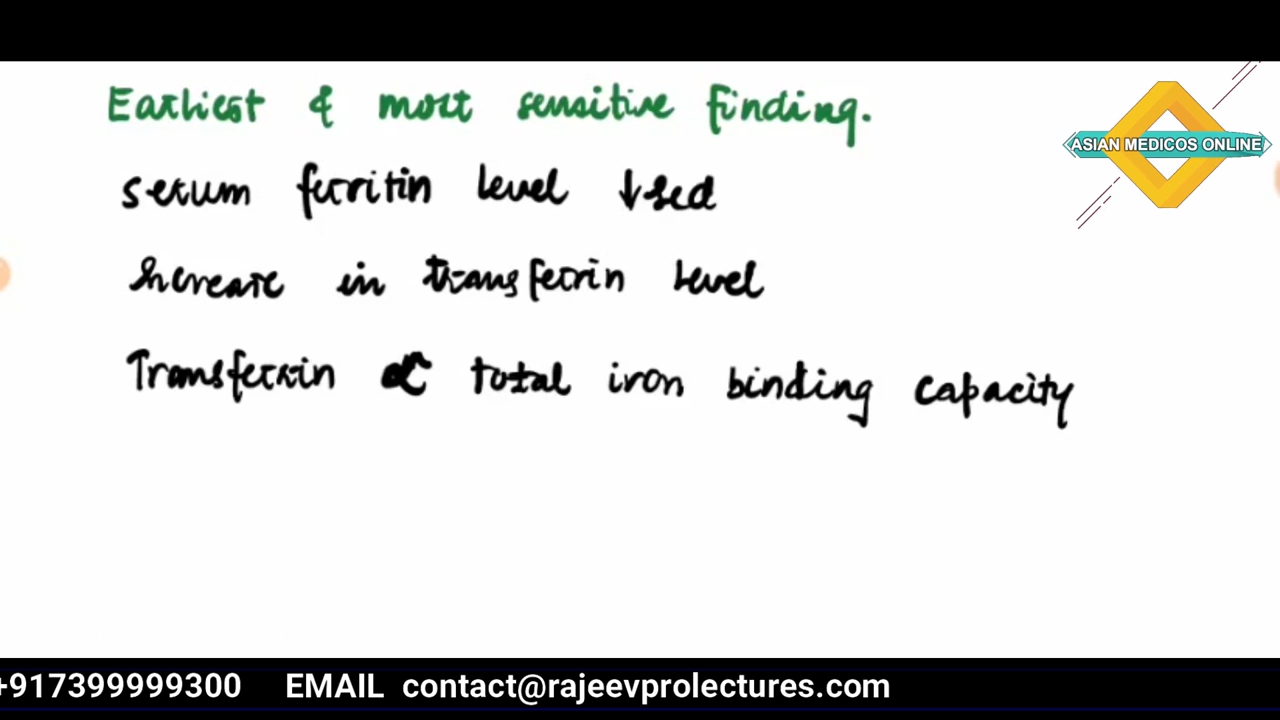 Earliest & most sensitive finding.
ASIAN MEDICOS ONLINE
serum ferritin level ↓sed
Increase in transferrin level
Transferrin ∝ total iron binding capacity
+917399999300 EMAIL contact@rajeevprolectures.com